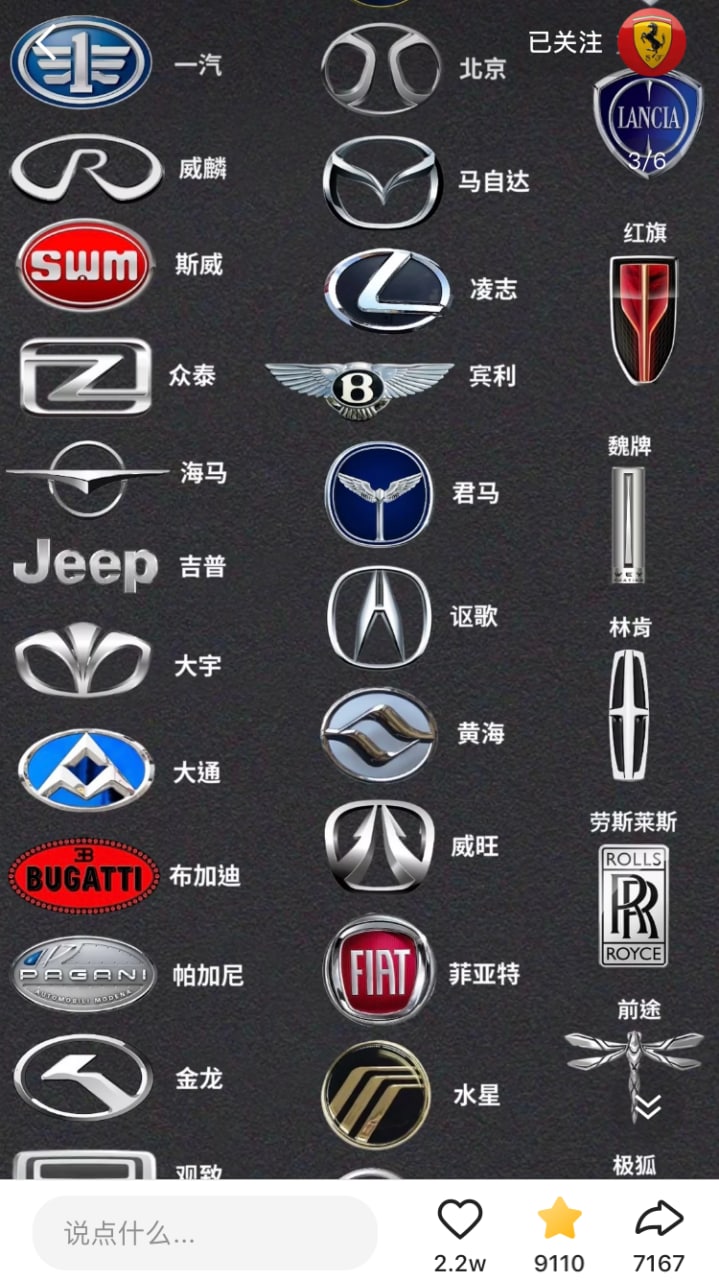 已关注
3/6
一汽
威麟
SWM
斯威
众泰
海马
Jeep
吉普
大宇
大通
EB
BUGATTI
布加迪
PAGANI
AUTOMOBILI MODENA
帕加尼
金龙
观致
北京
马自达
凌志
B
宾利
君马
讴歌
黄海
威旺
FIAT
菲亚特
水星
LANCIA
红旗
魏牌
WEY
林肯
劳斯莱斯
ROLLS
RR
ROYCE
前途
极狐
说点什么...
2.2w
9110
7167